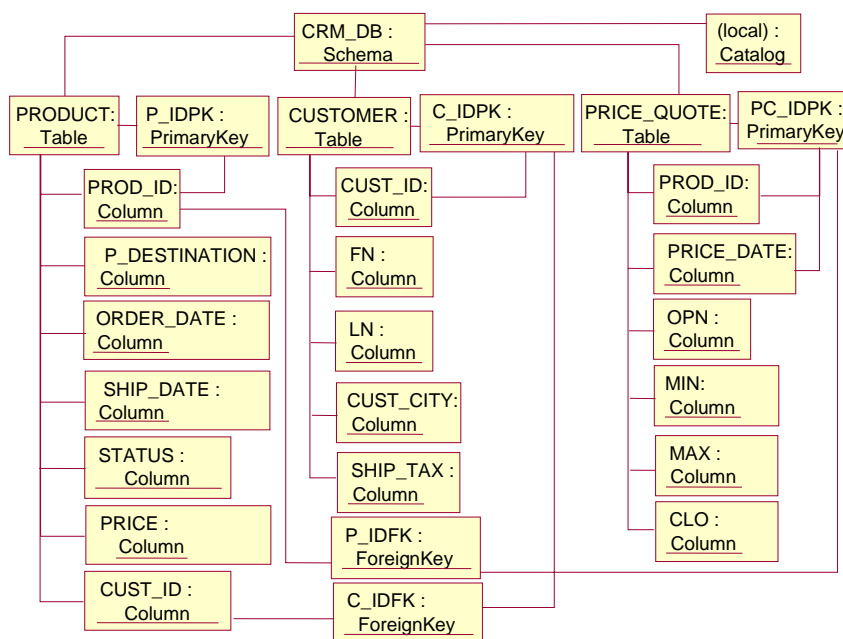 CRM_DB :
Schema
(local) :
Catalog
PRODUCT:
Table
P_IDPK :
PrimaryKey
CUSTOMER:
Table
C_IDPK :
PrimaryKey
PRICE_QUOTE:
Table
PC_IDPK:
PrimaryKey
PROD_ID:
Column
P_DESTINATION :
Column
ORDER_DATE :
Column
SHIP_DATE :
Column
STATUS :
Column
PRICE :
Column
CUST_ID :
Column
CUST_ID:
Column
FN :
Column
LN :
Column
CUST_CITY:
Column
SHIP_TAX :
Column
P_IDFK :
ForeignKey
C_IDFK :
ForeignKey
PROD_ID:
Column
PRICE_DATE:
Column
OPN :
Column
MIN:
Column
MAX :
Column
CLO :
Column